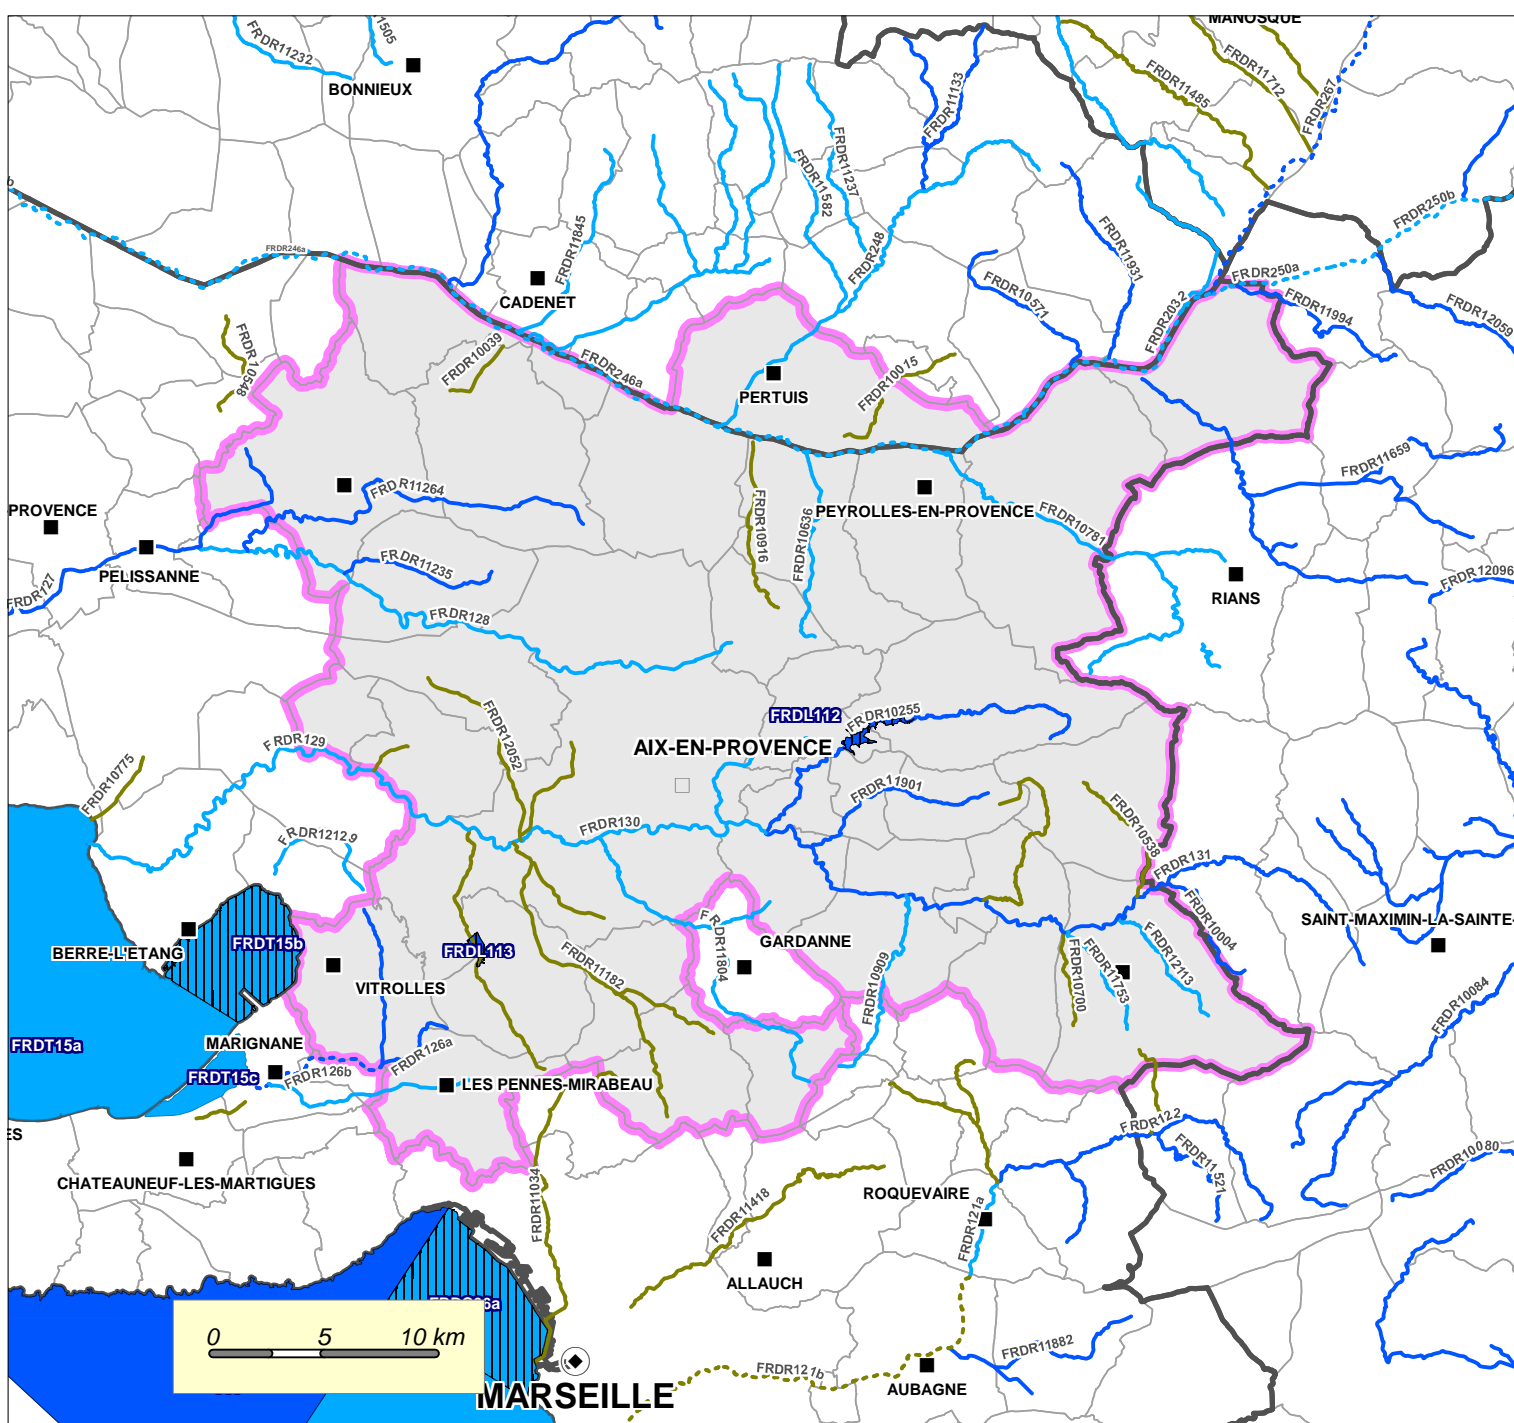 MANOSQUE
FRDR11232
1505
BONNIEUX
FRDR11133
FRDR11485
FRDR11712
FRDR267
FRDR11845
FRDR11582
FRDR11237
FRDR248
FRDR250b
FRDR246a
CADENET
FRDR10571
FRDR11931
FRDR2032
FRDR250a
FRDR11994
FRDR12059
FRDR10039
FRDR246a
PERTUIS
FRDR10015
FRDR11264
FRDR11659
PROVENCE
PELISSANNE
FRDR127
FRDR11235
FRDR10916
FRDR10636
PEYROLLES-EN-PROVENCE
FRDR10781
RIANS
FRDR12096
FRDR128
FRDR12052
FRDL112
FRDR10255
AIX-EN-PROVENCE
FRDR129
FRDR10775
FRDR12129
FRDR130
FRDR11901
FRDR10538
FRDR131
FRDR10004
SAINT-MAXIMIN-LA-SAINTE-
BERRE-L'ETANG
FRDT15b
FRDL113
VITROLLES
FRDR11182
FRDR11804
GARDANNE
FRDR10909
FRDR10700
FRDR11753
FRDR12113
FRDR10084
FRDT15a
MARIGNANE
FRDT15c
FRDR126b
FRDR126a
LES PENNES-MIRABEAU
ES
CHATEAUNEUF-LES-MARTIGUES
FRDR11034
FRDR11418
ROQUEVAIRE
FRDR121a
FRDR122
FRDR11521
FRDR10080
ALLAUCH
0 5 10 km
FRDR121b
FRDR11882
AUBAGNE
MARSEILLE